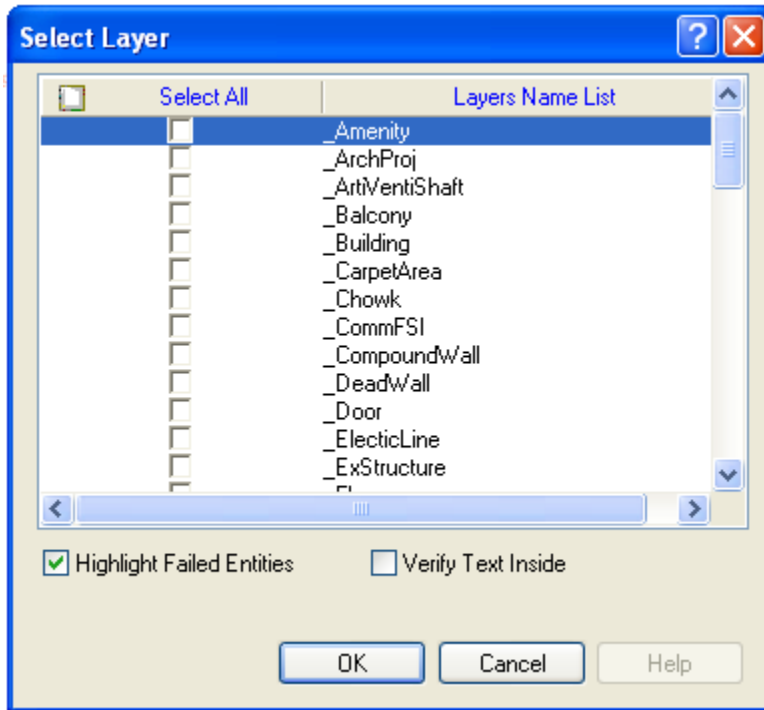 Select Layer
Select All Layers Name List
_Amenity
_ArchProj
_ArtiVentiShaft
_Balcony
_Building
_CarpetArea
_Chowk
_CommFSI
_CompoundWall
_DeadWall
_Door
_ElecticLine
_ExStructure
Highlight Failed Entities Verify Text Inside
OK Cancel Help